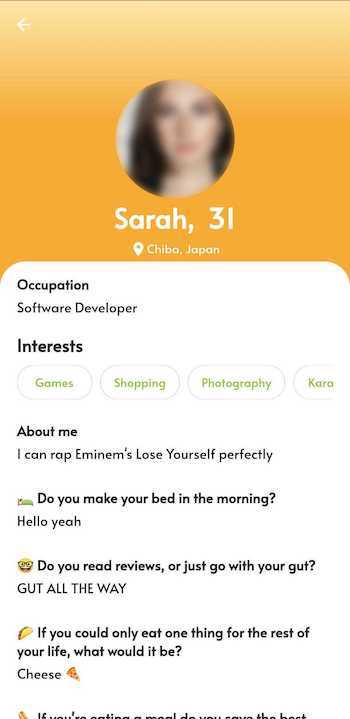 Sarah, 31
Chiba, Japan
Occupation
Software Developer
Interests
Games Shopping Photography Kara
About me
I can rap Eminem's Lose Yourself perfectly
🛏️ Do you make your bed in the morning?
Hello yeah
🤓 Do you read reviews, or just go with your gut?
GUT ALL THE WAY
🌮 If you could only eat one thing for the rest of
your life, what would it be?
Cheese 🍕
If you're eating a meal do you save the best